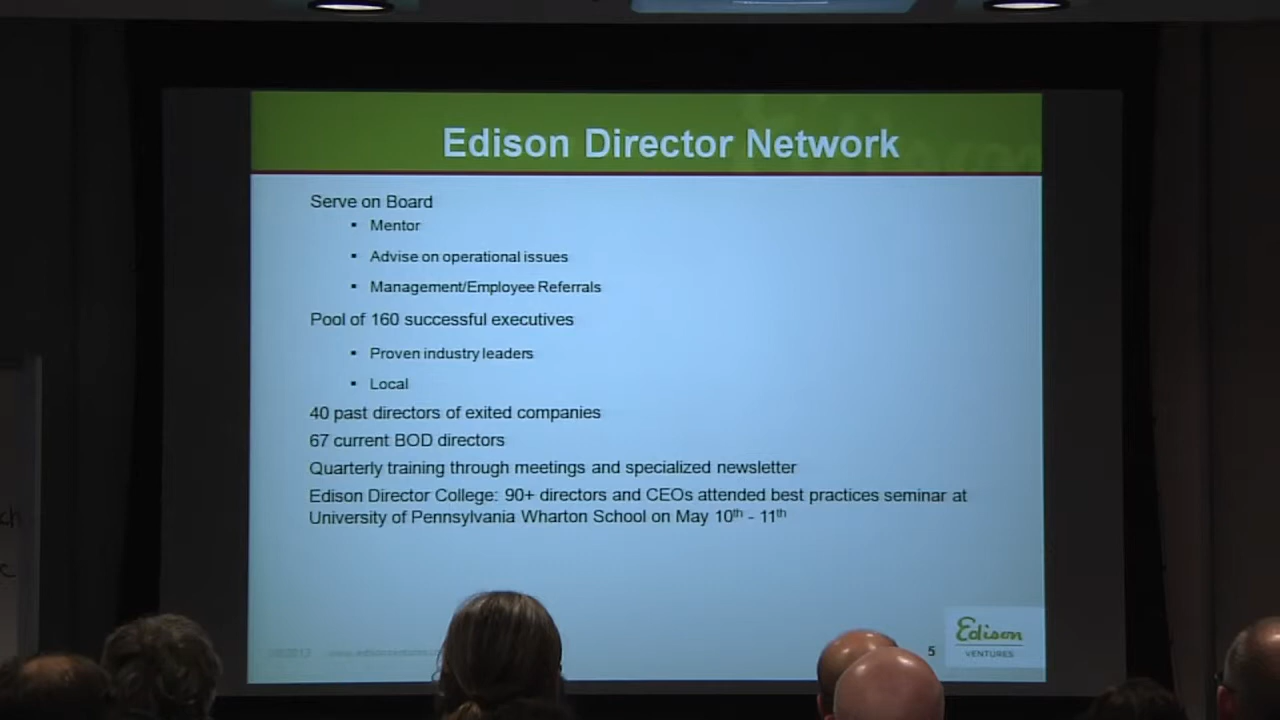 Edison Director Network
Serve on Board
▪ Mentor
▪ Advise on operational issues
▪ Management/Employee Referrals
Pool of 160 successful executives
▪ Proven industry leaders
▪ Local
40 past directors of exited companies
67 current BOD directors
Quarterly training through meetings and specialized newsletter
Edison Director College: 90+ directors and CEOs attended best practices seminar at
University of Pennsylvania Wharton School on May 10th - 11th
5
Edison
VENTURES